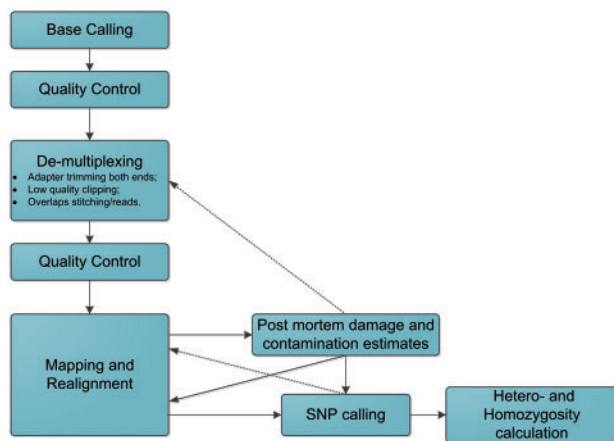 Base Calling
Quality Control
De-multiplexing
• Adapter trimming both ends;
• Low quality clipping;
• Overlaps stitching/reads.
Quality Control
Mapping and
Realignment
Post mortem damage and
contamination estimates
SNP calling
Hetero- and
Homozygosity
calculation